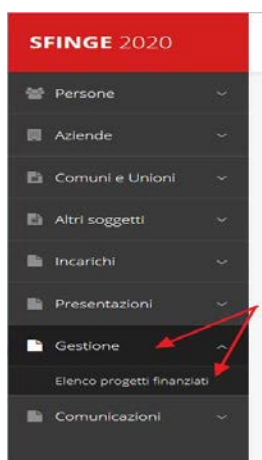 SFINGE 2020
Persone
Aziende
Comuni e Unioni
Altri soggetti
Incarichi
Presentazioni
Gestione
Elenco progetti finanziati
Comunicazioni